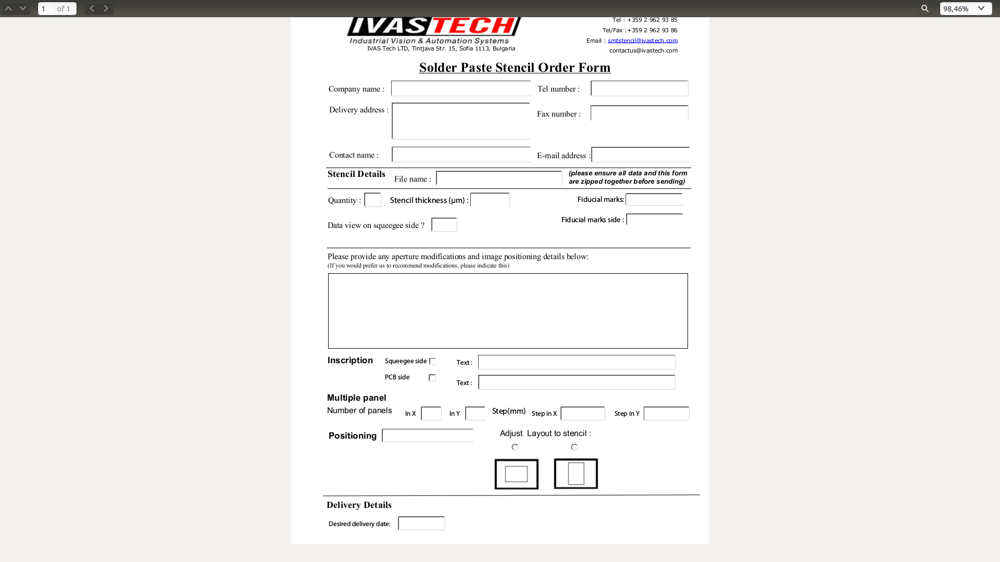 1 of 1
98,46%
IVASTECH
Industrial Vision & Automation Systems
IVAS Tech LTD, Tintjava Str. 15, Sofia 1113, Bulgaria
Tel : +359 2 962 93 85
Tel/Fax :+359 2 962 93 86
Email : smtstencil@ivastech.com
contactus@ivastech.com
Solder Paste Stencil Order Form
Company name :
Tel number :
Delivery address :
Fax number :
Contact name :
E-mail address :
Stencil Details
File name :
(please ensure all data and this form
are zipped together before sending)
Quantity :
Stencil thickness (µm) :
Fiducial marks:
Fiducial marks side :
Data view on squeegee side ?
Please provide any aperture modifications and image positioning details below:
(If you would prefer us to recommend modifications, please indicate this)
Inscription
Squeegee side
Text :
PCB side
Text :
Multiple panel
Number of panels
In X
In Y
Step(mm)
Step in X
Step in Y
Positioning
Adjust Layout to stencil :
Delivery Details
Desired delivery date: